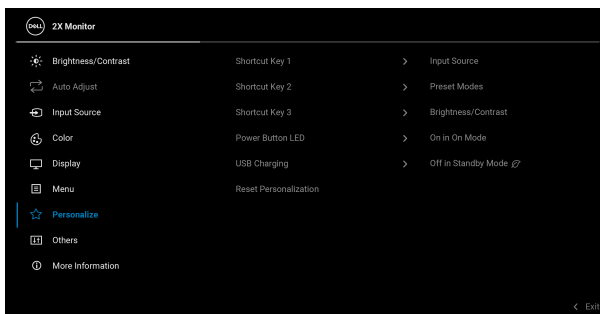 DELL 2X Monitor
Brightness/Contrast Shortcut Key 1 > Input Source
Auto Adjust Shortcut Key 2 > Preset Modes
Input Source Shortcut Key 3 > Brightness/Contrast
Color Power Button LED > On in On Mode
Display USB Charging > Off in Standby Mode
Menu Reset Personalization
Personalize
Others
More Information
< Exit